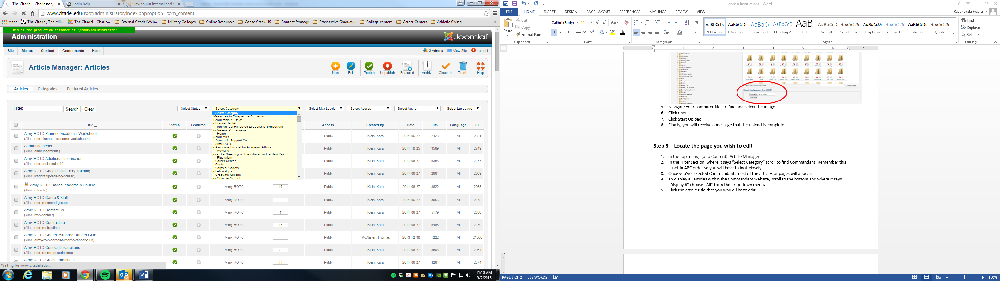 The Citadel - Charleston, S
Login help
How to put internal and e
www.citadel.edu/root/administrator/index.php?option=com_content
Apps The Citadel, The Mil... The Citadel - Charle... External Citadel Web... Military Colleges Online Resources Goose Creek HS Content Strategy Prospective Graduat... College content Career Centers Athletic Giving »
This is the production instance at "/root/administrator".
Administration
Joomla!
Site Menus Content Components Help
3 Admins View Site Log out
Article Manager: Articles
New Edit Publish Unpublish Featured Archive Check In Trash Help
Articles Categories Featured Articles
Filter: Search Clear
- Select Status - - Select Category - - Select Max Levels - - Select Access - - Select Author - - Select Language -
- Select Category -
Messages to Prospective Students
Leadership & Ethics
- Krause Center
- - 5th Annual Principled Leadership Symposium
- - Veterans' Interviews
- - Honor
Academics
- Academic Support Center
- Army ROTC
- Associate Provost for Academic Affairs
- - Advising
- - - The Greening of The Citadel for the New Year
- - Plagiarism
- Career Center
- Castle
- Corps of Cadets
- Fellowships
- Graduate College
- - Summer School
Title Status Featured Access Created by Date Hits Language ID
Army ROTC Planned Academic Worksheets
(Alias: rotc-planned-academic-worksheets)
Public Klein, Kara 2011-06-27 2423 All 2081
Announcements
(Alias: announcements)
Public Klein, Kara 2011-10-25 3589 All 2749
Army ROTC Additional Information
(Alias: rotc-additional-info)
Public Klein, Kara 2011-06-27 5353 All 2077
Army ROTC Cadet Initial Entry Training
(Alias: leadership-training-course)
Public Klein, Kara 2011-06-27 2864 All 2069
Army ROTC Cadet Leadership Course
(Alias: rotc-clc)
Army ROTC 17 Public Klein, Kara 2011-06-27 3622 All 2068
Army ROTC Cadre & Staff
(Alias: rotc-command-group)
Army ROTC 9 Public Klein, Kara 2011-06-27 3056 All 2078
Army ROTC Contact Us
(Alias: rotc-contact)
Army ROTC 7 Public Klein, Kara 2011-06-27 5179 All 2080
Army ROTC Contracting
(Alias: rotc-contracting)
Army ROTC 15 Public Klein, Kara 2011-06-27 5466 All 2070
Army ROTC Cordell Airborne Ranger Club
(Alias: army-rotc-cordell-airborne-ranger-club)
Army ROTC 4 Public McAlister, Thomas 2013-12-30 1222 All 21660
Army ROTC Course Descriptions
(Alias: rotc-course-descriptions)
Army ROTC 20 Public Klein, Kara 2011-06-27 3503 All 2064
Army ROTC Cross-enrollment
Army ROTC 11 Public Klein, Kara 2011-06-27 4284 All 2074
Waiting for www.citadel.edu...
11:10 AM
9/2/2015
Joomla Instructions - Word
FILE HOME INSERT DESIGN PAGE LAYOUT REFERENCES MAILINGS REVIEW VIEW
Raschonda Frazier
Paste
Cut
Copy
Format Painter
Calibri (Body) 14
¶ Normal ¶ No Spac... Heading 1 Heading 2 Title Subtitle Subtle Em... Emphasis Intense E... Strong Quote
Find
Replace
Select
Clipboard Font Paragraph Styles Editing
Create Folder
Upload files (Maximum Size: 800 MB)
Choose File No file chosen
Start Upload
5. Navigate your computer files to find and select the image.
6. Click open
7. Click Start Upload.
8. Finally, you will receive a message that the upload is complete.
Step 3 – Locate the page you wish to edit
1. In the top menu, go to Content> Article Manager.
2. In the Filter section, where it says “Select Category” scroll to find Commandant (Remember this
is not in ABC order so you will have to look closely).
3. Once you’ve selected Commandant, most of the articles or pages will appear.
4. To display all articles within the Commandant website, scroll to the bottom and where it says
“Display #” choose “All” from the drop-down menu.
5. Click the article title that you would like to edit.
PAGE 1 OF 2 365 WORDS
100%